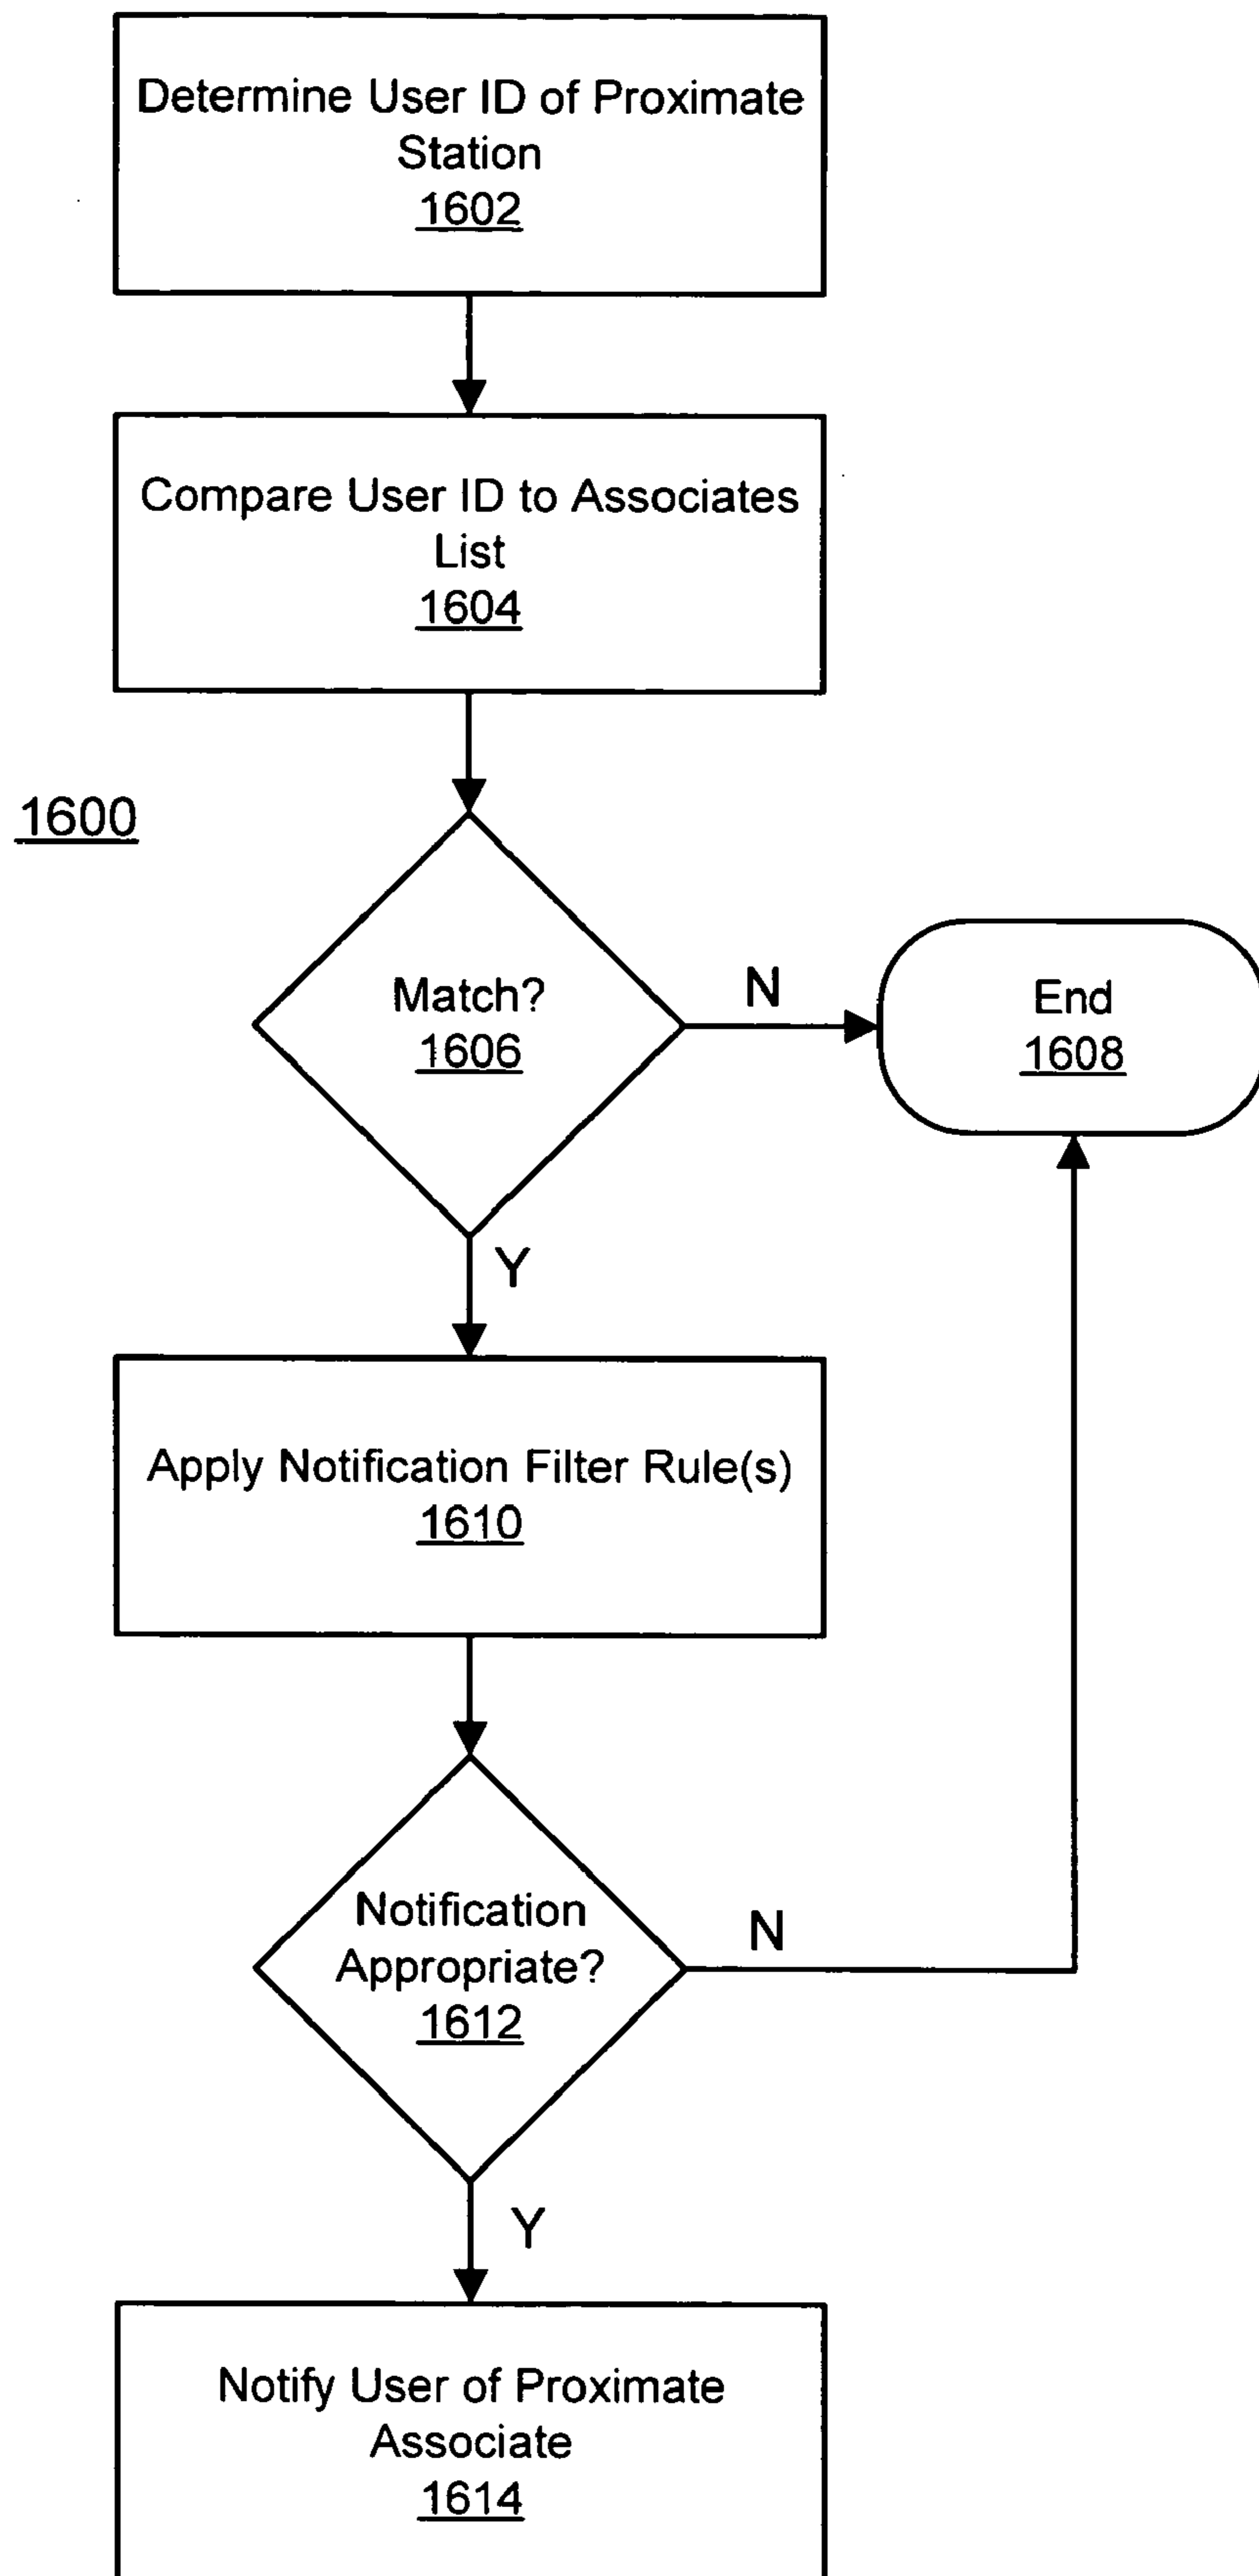 Determine User ID of Proximate
Station
1602
Compare User ID to Associates
List
1604
1600
Match?
1606
N
End
1608
Y
Apply Notification Filter Rule(s)
1610
Notification
Appropriate?
1612
N
Y
Notify User of Proximate
Associate
1614